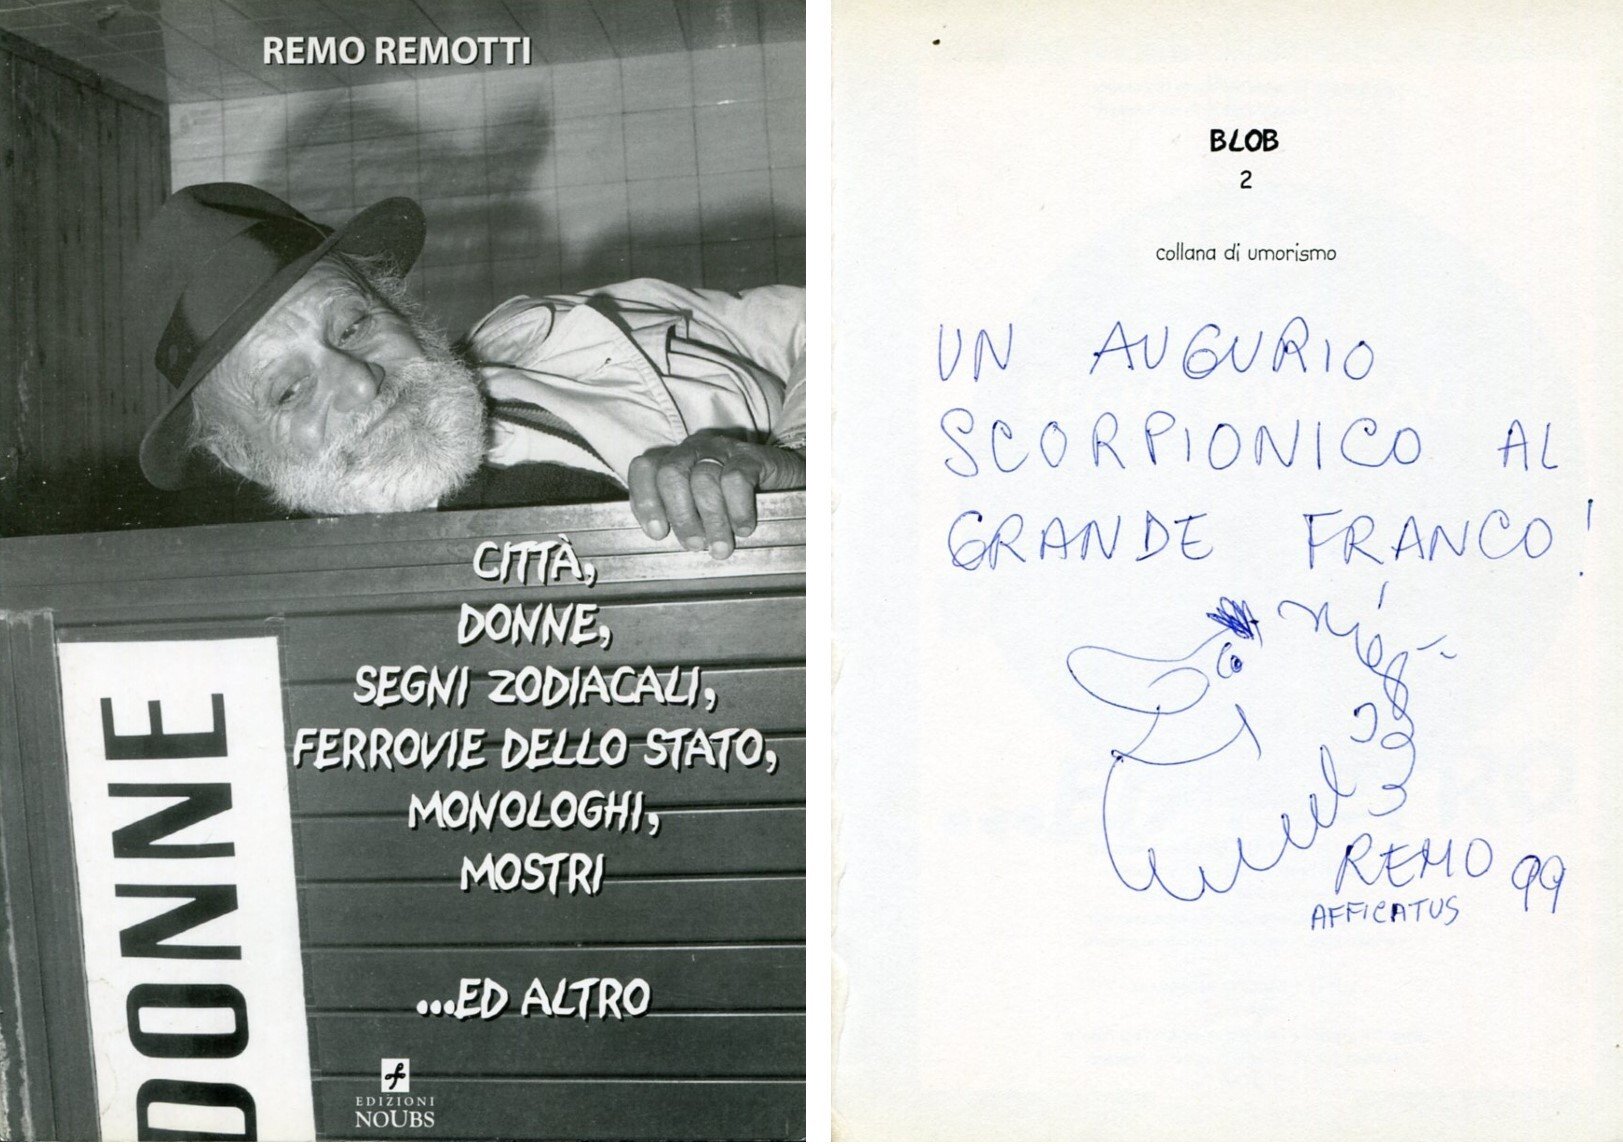 REMO REMOTTI
CITTÀ,
DONNE,
SEGNI ZODIACALI,
FERROVIE DELLO STATO,
MONOLOGHI,
MOSTRI
...ED ALTRO
DONNE
EDIZIONI
NOUBS
BLOB
2
collana di umorismo
UN AUGURIO
SCORPIONICO AL
GRANDE FRANCO!
REMO 99
AFFICATUS